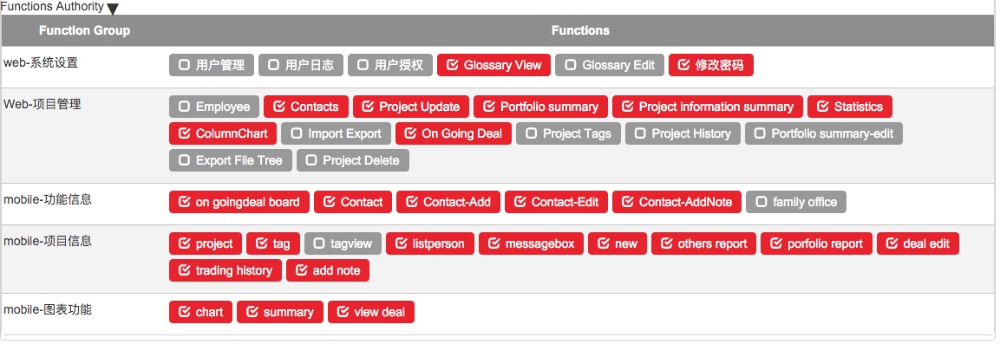 Functions Authority ▼
Function Group Functions
web-系统设置 用户管理 用户日志 用户授权 Glossary View Glossary Edit 修改密码
Web-项目管理 Employee Contacts Project Update Portfolio summary Project information summary Statistics
ColumnChart Import Export On Going Deal Project Tags Project History Portfolio summary-edit
Export File Tree Project Delete
mobile-功能信息 on goingdeal board Contact Contact-Add Contact-Edit Contact-AddNote family office
mobile-项目信息 project tag tagview listperson messagebox new others report porfolio report deal edit
trading history add note
mobile-图表功能 chart summary view deal